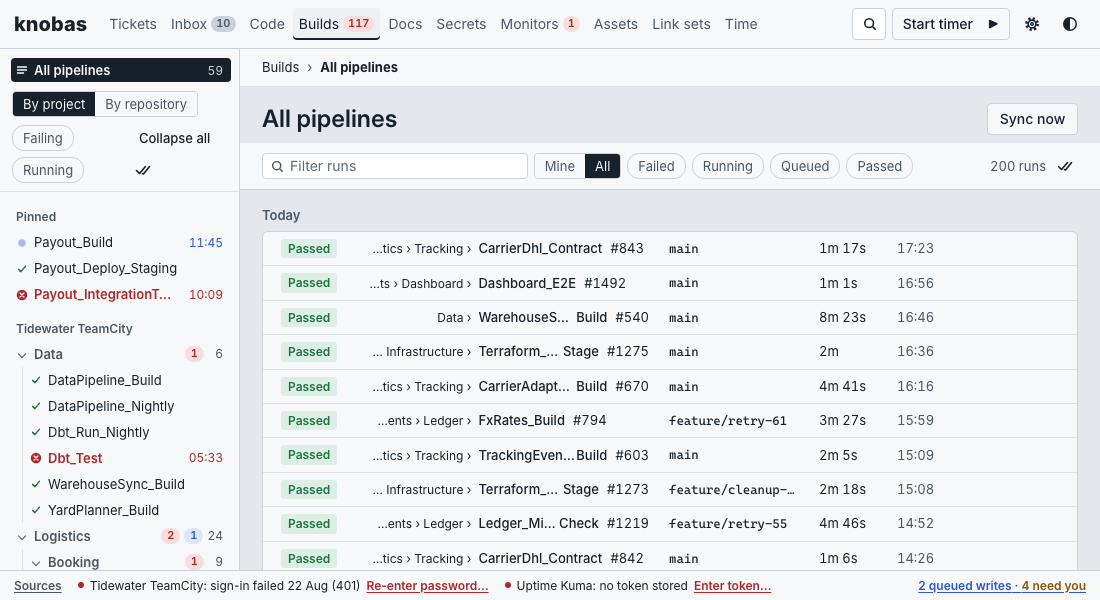 knobas Tickets Inbox 10 Code Builds 117 Docs Secrets Monitors 1 Assets Link sets Time Start timer
All pipelines 59
By project By repository
Failing Collapse all
Running
Pinned
Payout_Build 11:45
Payout_Deploy_Staging
Payout_IntegrationT... 10:09
Tidewater TeamCity
Data 1 6
DataPipeline_Build
DataPipeline_Nightly
Dbt_Run_Nightly
Dbt_Test 05:33
WarehouseSync_Build
YardPlanner_Build
Logistics 2 1 24
Booking 1 9
Builds › All pipelines
All pipelines Sync now
Filter runs Mine All Failed Running Queued Passed 200 runs
Today
Passed ...tics › Tracking › CarrierDhl_Contract #843 main 1m 17s 17:23
Passed ...ts › Dashboard › Dashboard_E2E #1492 main 1m 1s 16:56
Passed Data › WarehouseS... Build #540 main 8m 23s 16:46
Passed ... Infrastructure › Terraform_... Stage #1275 main 2m 16:36
Passed ...tics › Tracking › CarrierAdapt... Build #670 main 4m 41s 16:16
Passed ...ents › Ledger › FxRates_Build #794 feature/retry-61 3m 27s 15:59
Passed ...tics › Tracking › TrackingEven... Build #603 main 2m 5s 15:09
Passed ... Infrastructure › Terraform_... Stage #1273 feature/cleanup-... 2m 18s 15:08
Passed ...ents › Ledger › Ledger_Mi... Check #1219 feature/retry-55 4m 46s 14:52
Passed ...tics › Tracking › CarrierDhl_Contract #842 main 1m 6s 14:26
Sources Tidewater TeamCity: sign-in failed 22 Aug (401) Re-enter password... Uptime Kuma: no token stored Enter token... 2 queued writes · 4 need you